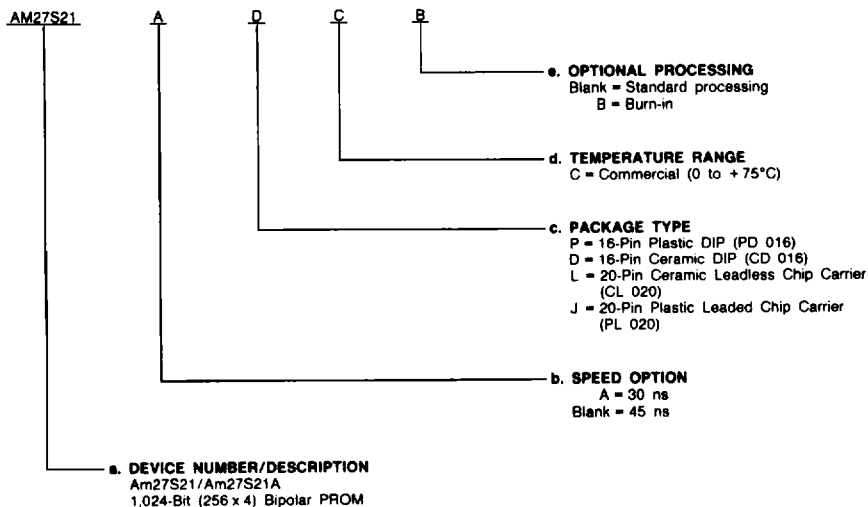 AM27S21 A D C B
e. OPTIONAL PROCESSING
Blank = Standard processing
B = Burn-in
d. TEMPERATURE RANGE
C = Commercial (0 to +75°C)
c. PACKAGE TYPE
P = 16-Pin Plastic DIP (PD 016)
D = 16-Pin Ceramic DIP (CD 016)
L = 20-Pin Ceramic Leadless Chip Carrier
(CL 020)
J = 20-Pin Plastic Leaded Chip Carrier
(PL 020)
b. SPEED OPTION
A = 30 ns
Blank = 45 ns
a. DEVICE NUMBER/DESCRIPTION
Am27S21/Am27S21A
1,024-Bit (256 x 4) Bipolar PROM